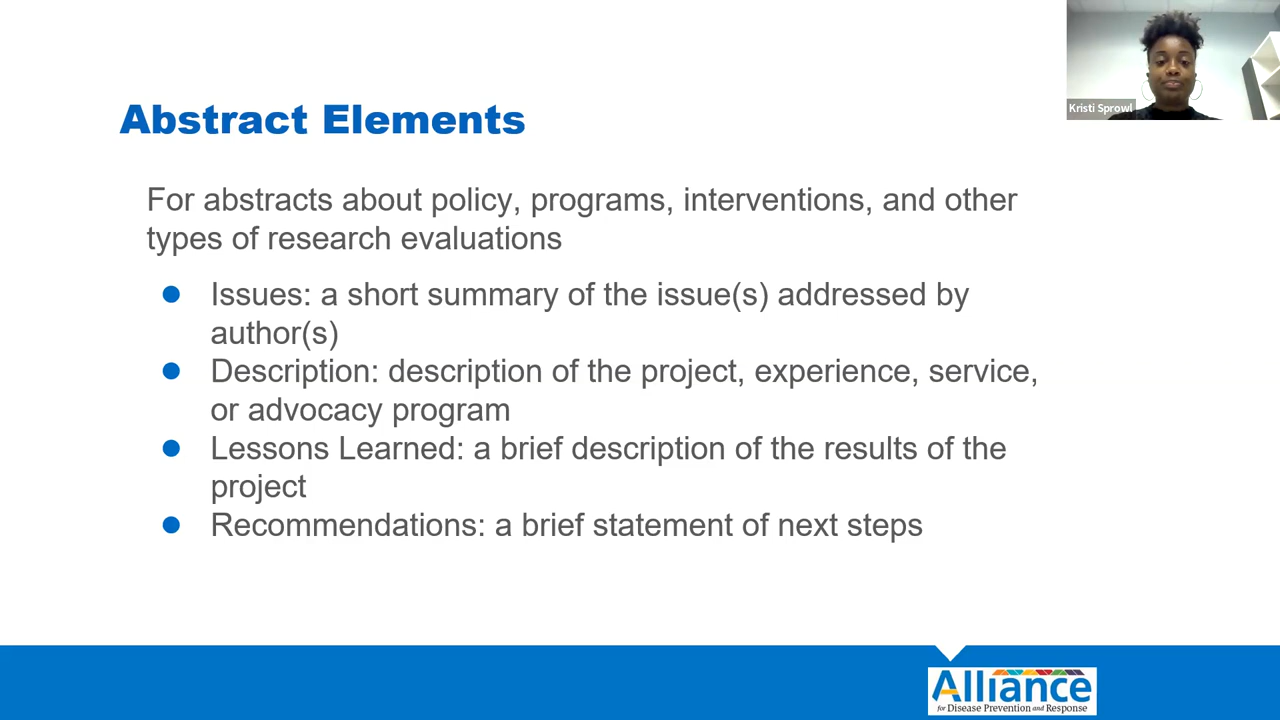 Kristi Sprowl
Abstract Elements
For abstracts about policy, programs, interventions, and other
types of research evaluations
● Issues: a short summary of the issue(s) addressed by
author(s)
● Description: description of the project, experience, service,
or advocacy program
● Lessons Learned: a brief description of the results of the
project
● Recommendations: a brief statement of next steps
Alliance
for Disease Prevention and Response